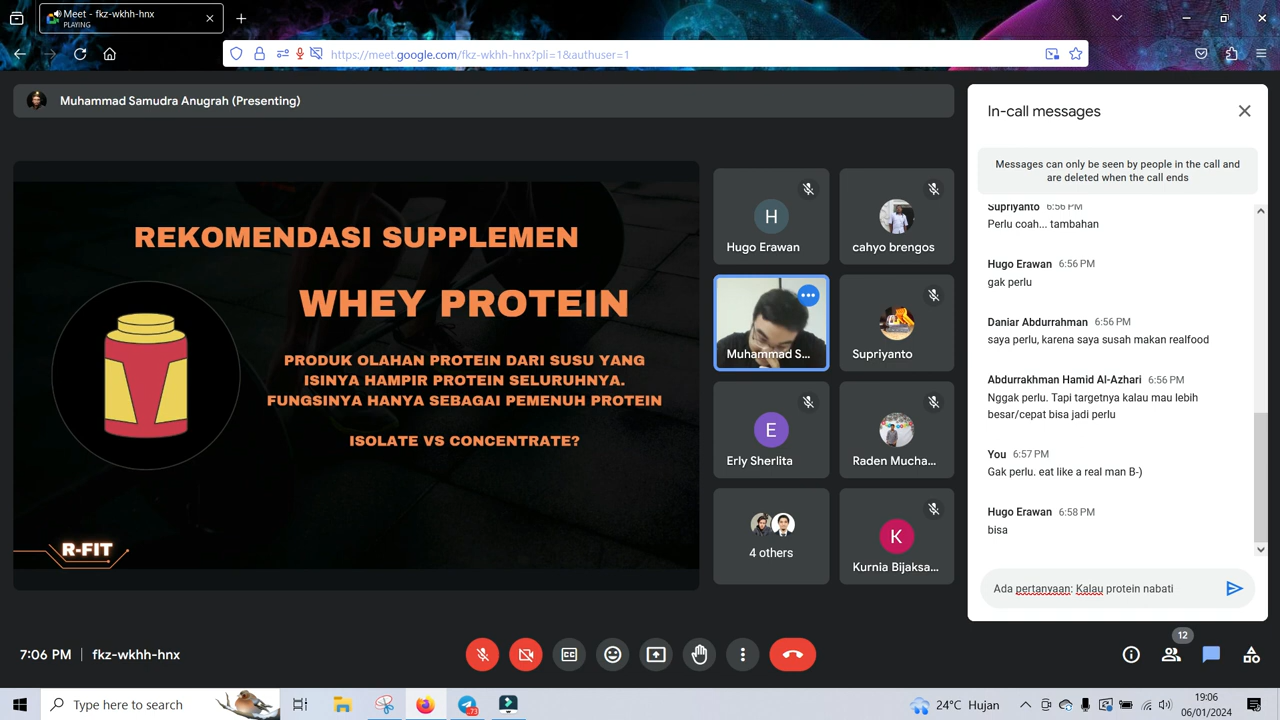 Meet - fkz-wkhh-hnx
PLAYING
https://meet.google.com/fkz-wkhh-hnx?pli=1&authuser=1
Muhammad Samudra Anugrah (Presenting)
REKOMENDASI SUPPLEMEN
WHEY PROTEIN
PRODUK OLAHAN PROTEIN DARI SUSU YANG
ISINYA HAMPIR PROTEIN SELURUHNYA.
FUNGSINYA HANYA SEBAGAI PEMENUH PROTEIN
ISOLATE VS CONCENTRATE?
R-FIT
H
Hugo Erawan
cahyo brengos
Muhammad S...
Supriyanto
E
Erly Sherlita
Raden Mucha...
4 others
K
Kurnia Bijaksa...
In-call messages
Messages can only be seen by people in the call and
are deleted when the call ends
Supriyanto 6:56 PM
Perlu coah... tambahan
Hugo Erawan 6:56 PM
gak perlu
Daniar Abdurrahman 6:56 PM
saya perlu, karena saya susah makan realfood
Abdurrakhman Hamid Al-Azhari 6:56 PM
Nggak perlu. Tapi targetnya kalau mau lebih
besar/cepat bisa jadi perlu
You 6:57 PM
Gak perlu. eat like a real man B-)
Hugo Erawan 6:58 PM
bisa
Ada pertanyaan: Kalau protein nabati
7:06 PM | fkz-wkhh-hnx
12
Type here to search
73
24°C Hujan
19:06
06/01/2024